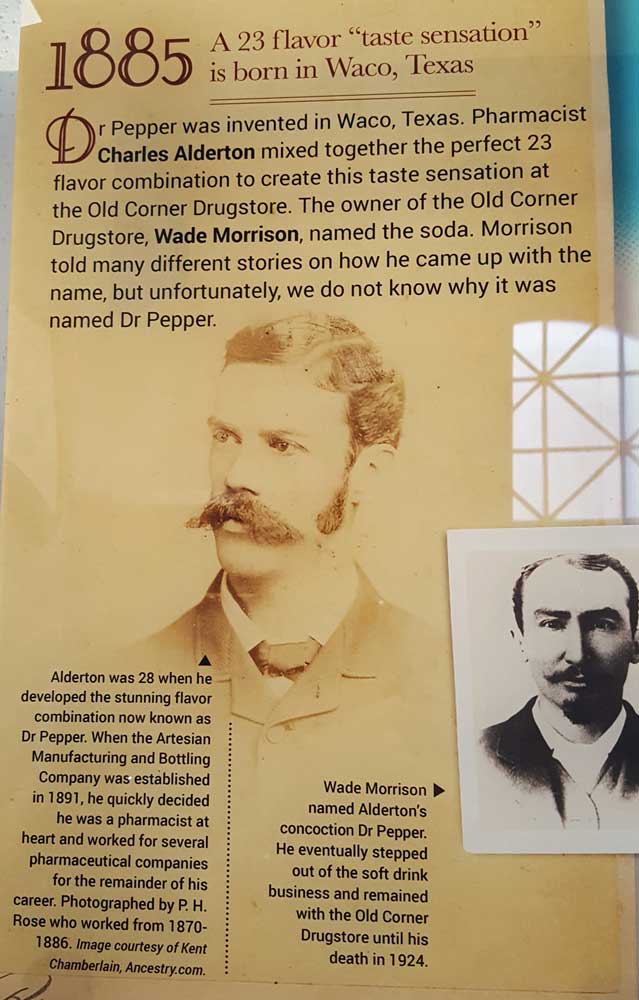 1885 A 23 flavor “taste sensation”
is born in Waco, Texas
Dr Pepper was invented in Waco, Texas. Pharmacist
Charles Alderton mixed together the perfect 23
flavor combination to create this taste sensation at
the Old Corner Drugstore. The owner of the Old Corner
Drugstore, Wade Morrison, named the soda. Morrison
told many different stories on how he came up with the
name, but unfortunately, we do not know why it was
named Dr Pepper.
Alderton was 28 when he
developed the stunning flavor
combination now known as
Dr Pepper. When the Artesian
Manufacturing and Bottling
Company was established
in 1891, he quickly decided
he was a pharmacist at
heart and worked for several
pharmaceutical companies
for the remainder of his
career. Photographed by P. H.
Rose who worked from 1870-
1886. Image courtesy of Kent
Chamberlain, Ancestry.com.
Wade Morrison
named Alderton’s
concoction Dr Pepper.
He eventually stepped
out of the soft drink
business and remained
with the Old Corner
Drugstore until his
death in 1924.